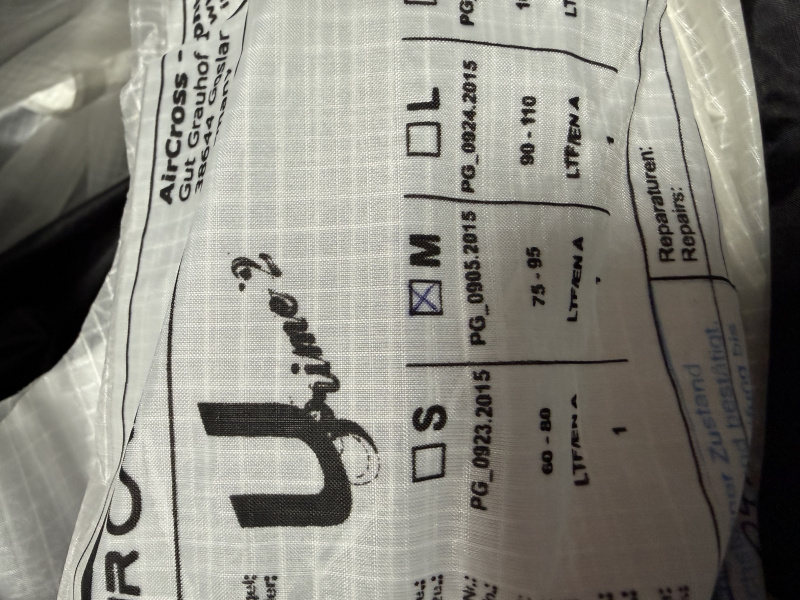 AirCross -
Gut Grauhof
38644 Goslar
U Prime 2
S M L
PG_0923.2015 PG_0905.2015 PG_0924.2015
60 - 80 75 - 95 90 - 110
LTF/EN A LTF/EN A LTF/EN A
1
Reparaturen:
Repairs:
Zustand
bestätigt